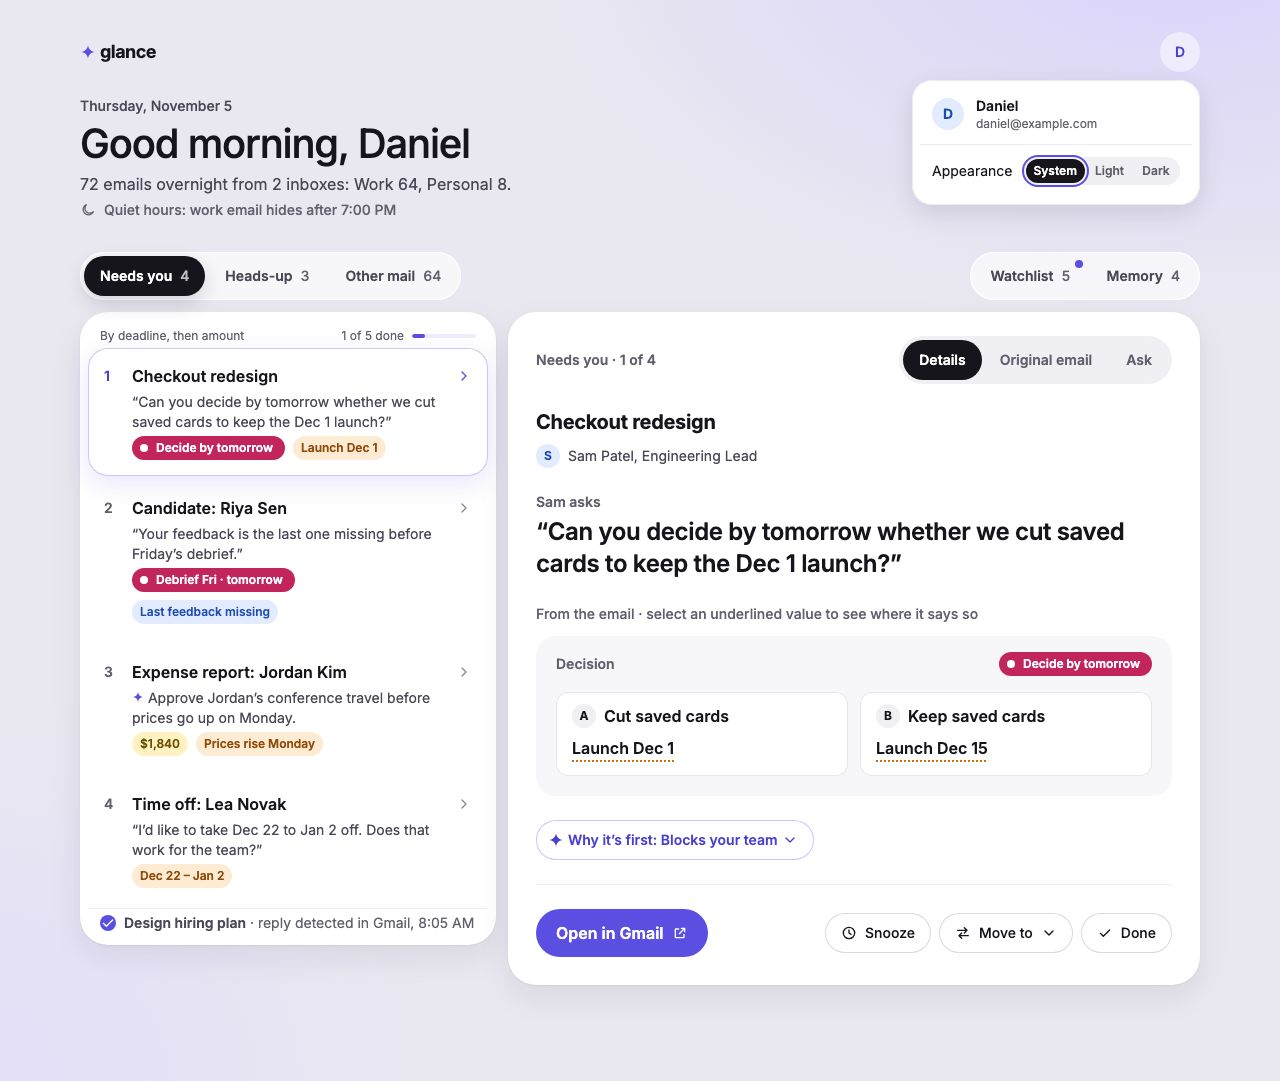 glance
D
Thursday, November 5
Good morning, Daniel
72 emails overnight from 2 inboxes: Work 64, Personal 8.
Quiet hours: work email hides after 7:00 PM
D
Daniel
daniel@example.com
Appearance System Light Dark
Needs you 4 Heads-up 3 Other mail 64
Watchlist 5 Memory 4
By deadline, then amount 1 of 5 done
1 Checkout redesign
“Can you decide by tomorrow whether we cut
saved cards to keep the Dec 1 launch?”
Decide by tomorrow Launch Dec 1
2 Candidate: Riya Sen
“Your feedback is the last one missing before
Friday’s debrief.”
Debrief Fri · tomorrow
Last feedback missing
3 Expense report: Jordan Kim
Approve Jordan’s conference travel before
prices go up on Monday.
$1,840 Prices rise Monday
4 Time off: Lea Novak
“I’d like to take Dec 22 to Jan 2 off. Does that
work for the team?”
Dec 22 – Jan 2
Design hiring plan · reply detected in Gmail, 8:05 AM
Needs you · 1 of 4
Details Original email Ask
Checkout redesign
S Sam Patel, Engineering Lead
Sam asks
“Can you decide by tomorrow whether we cut saved
cards to keep the Dec 1 launch?”
From the email · select an underlined value to see where it says so
Decision Decide by tomorrow
A Cut saved cards
Launch Dec 1
B Keep saved cards
Launch Dec 15
Why it’s first: Blocks your team
Open in Gmail
Snooze Move to Done